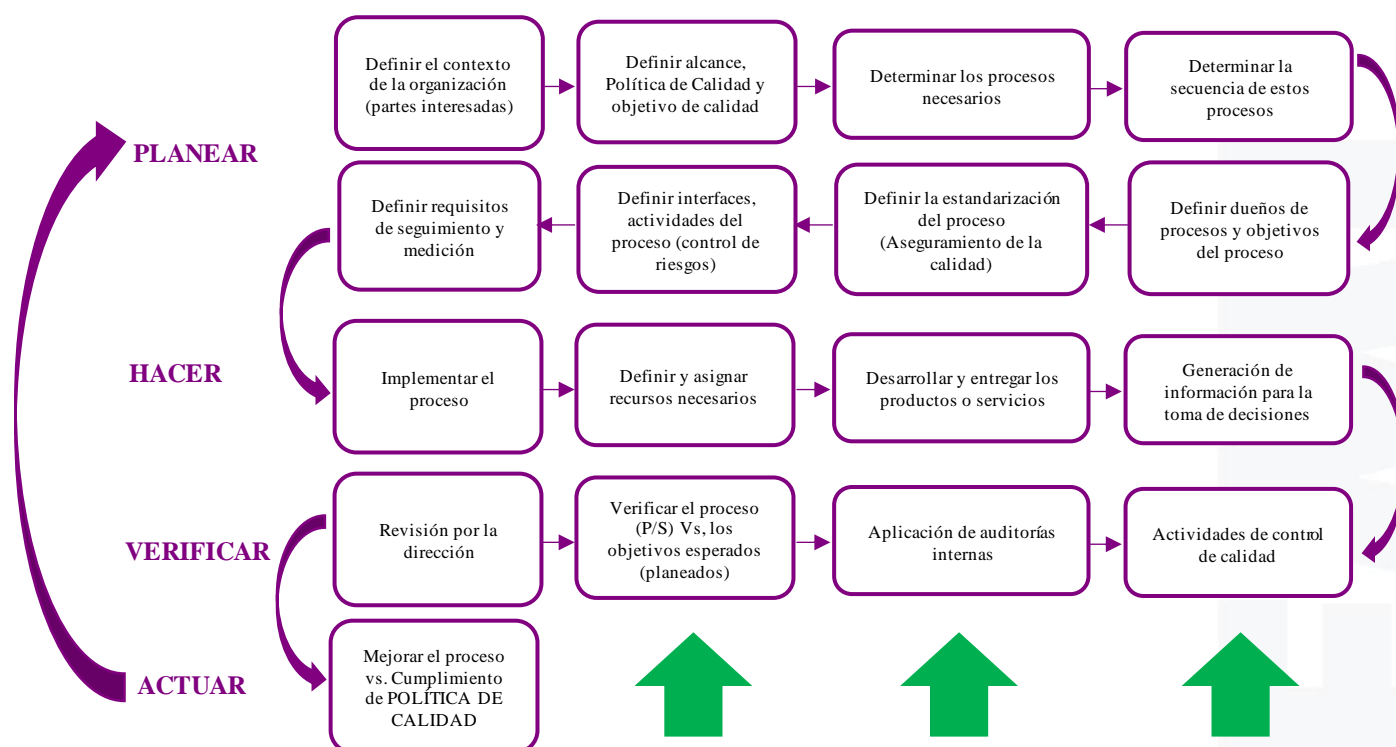 Definir el contexto
de la organización
(partes interesadas)
Definir alcance,
Política de Calidad y
objetivo de calidad
Determinar los procesos
necesarios
Determinar la
secuencia de estos
procesos
PLANEAR
Definir requisitos
de seguimiento y
medición
Definir interfaces,
actividades del
proceso (control de
riesgos)
Definir la estandarización
del proceso
(Aseguramiento de la
calidad)
Definir dueños de
procesos y objetivos
del proceso
HACER
Implementar el
proceso
Definir y asignar
recursos necesarios
Desarrollar y entregar los
productos o servicios
Generación de
información para la
toma de decisiones
VERIFICAR
Revisión por la
dirección
Verificar el proceso
(P/S) Vs, los
objetivos esperados
(planeados)
Aplicación de auditorías
internas
Actividades de control
de calidad
ACTUAR
Mejorar el proceso
vs. Cumplimiento
de POLÍTICA DE
CALIDAD